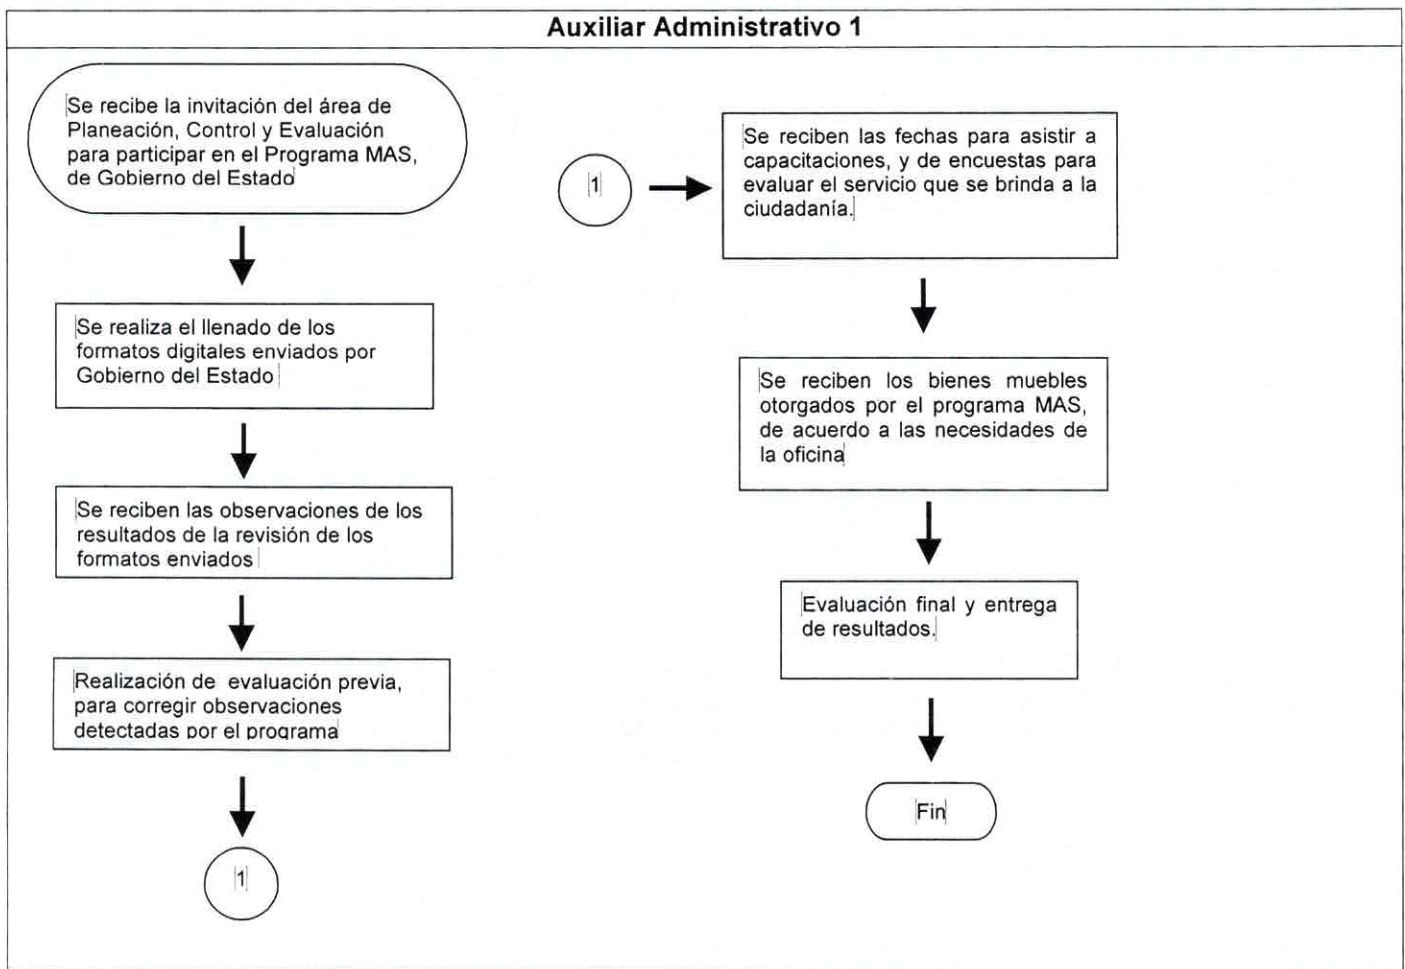 Auxiliar Administrativo 1
Se recibe la invitación del área de
Planeación, Control y Evaluación
para participar en el Programa MAS,
de Gobierno del Estado
Se realiza el llenado de los
formatos digitales enviados por
Gobierno del Estado
Se reciben las observaciones de los
resultados de la revisión de los
formatos enviados
Realización de evaluación previa,
para corregir observaciones
detectadas por el programa
1
1
Se reciben las fechas para asistir a
capacitaciones, y de encuestas para
evaluar el servicio que se brinda a la
ciudadanía.
Se reciben los bienes muebles
otorgados por el programa MAS,
de acuerdo a las necesidades de
la oficina
Evaluación final y entrega
de resultados.
Fin